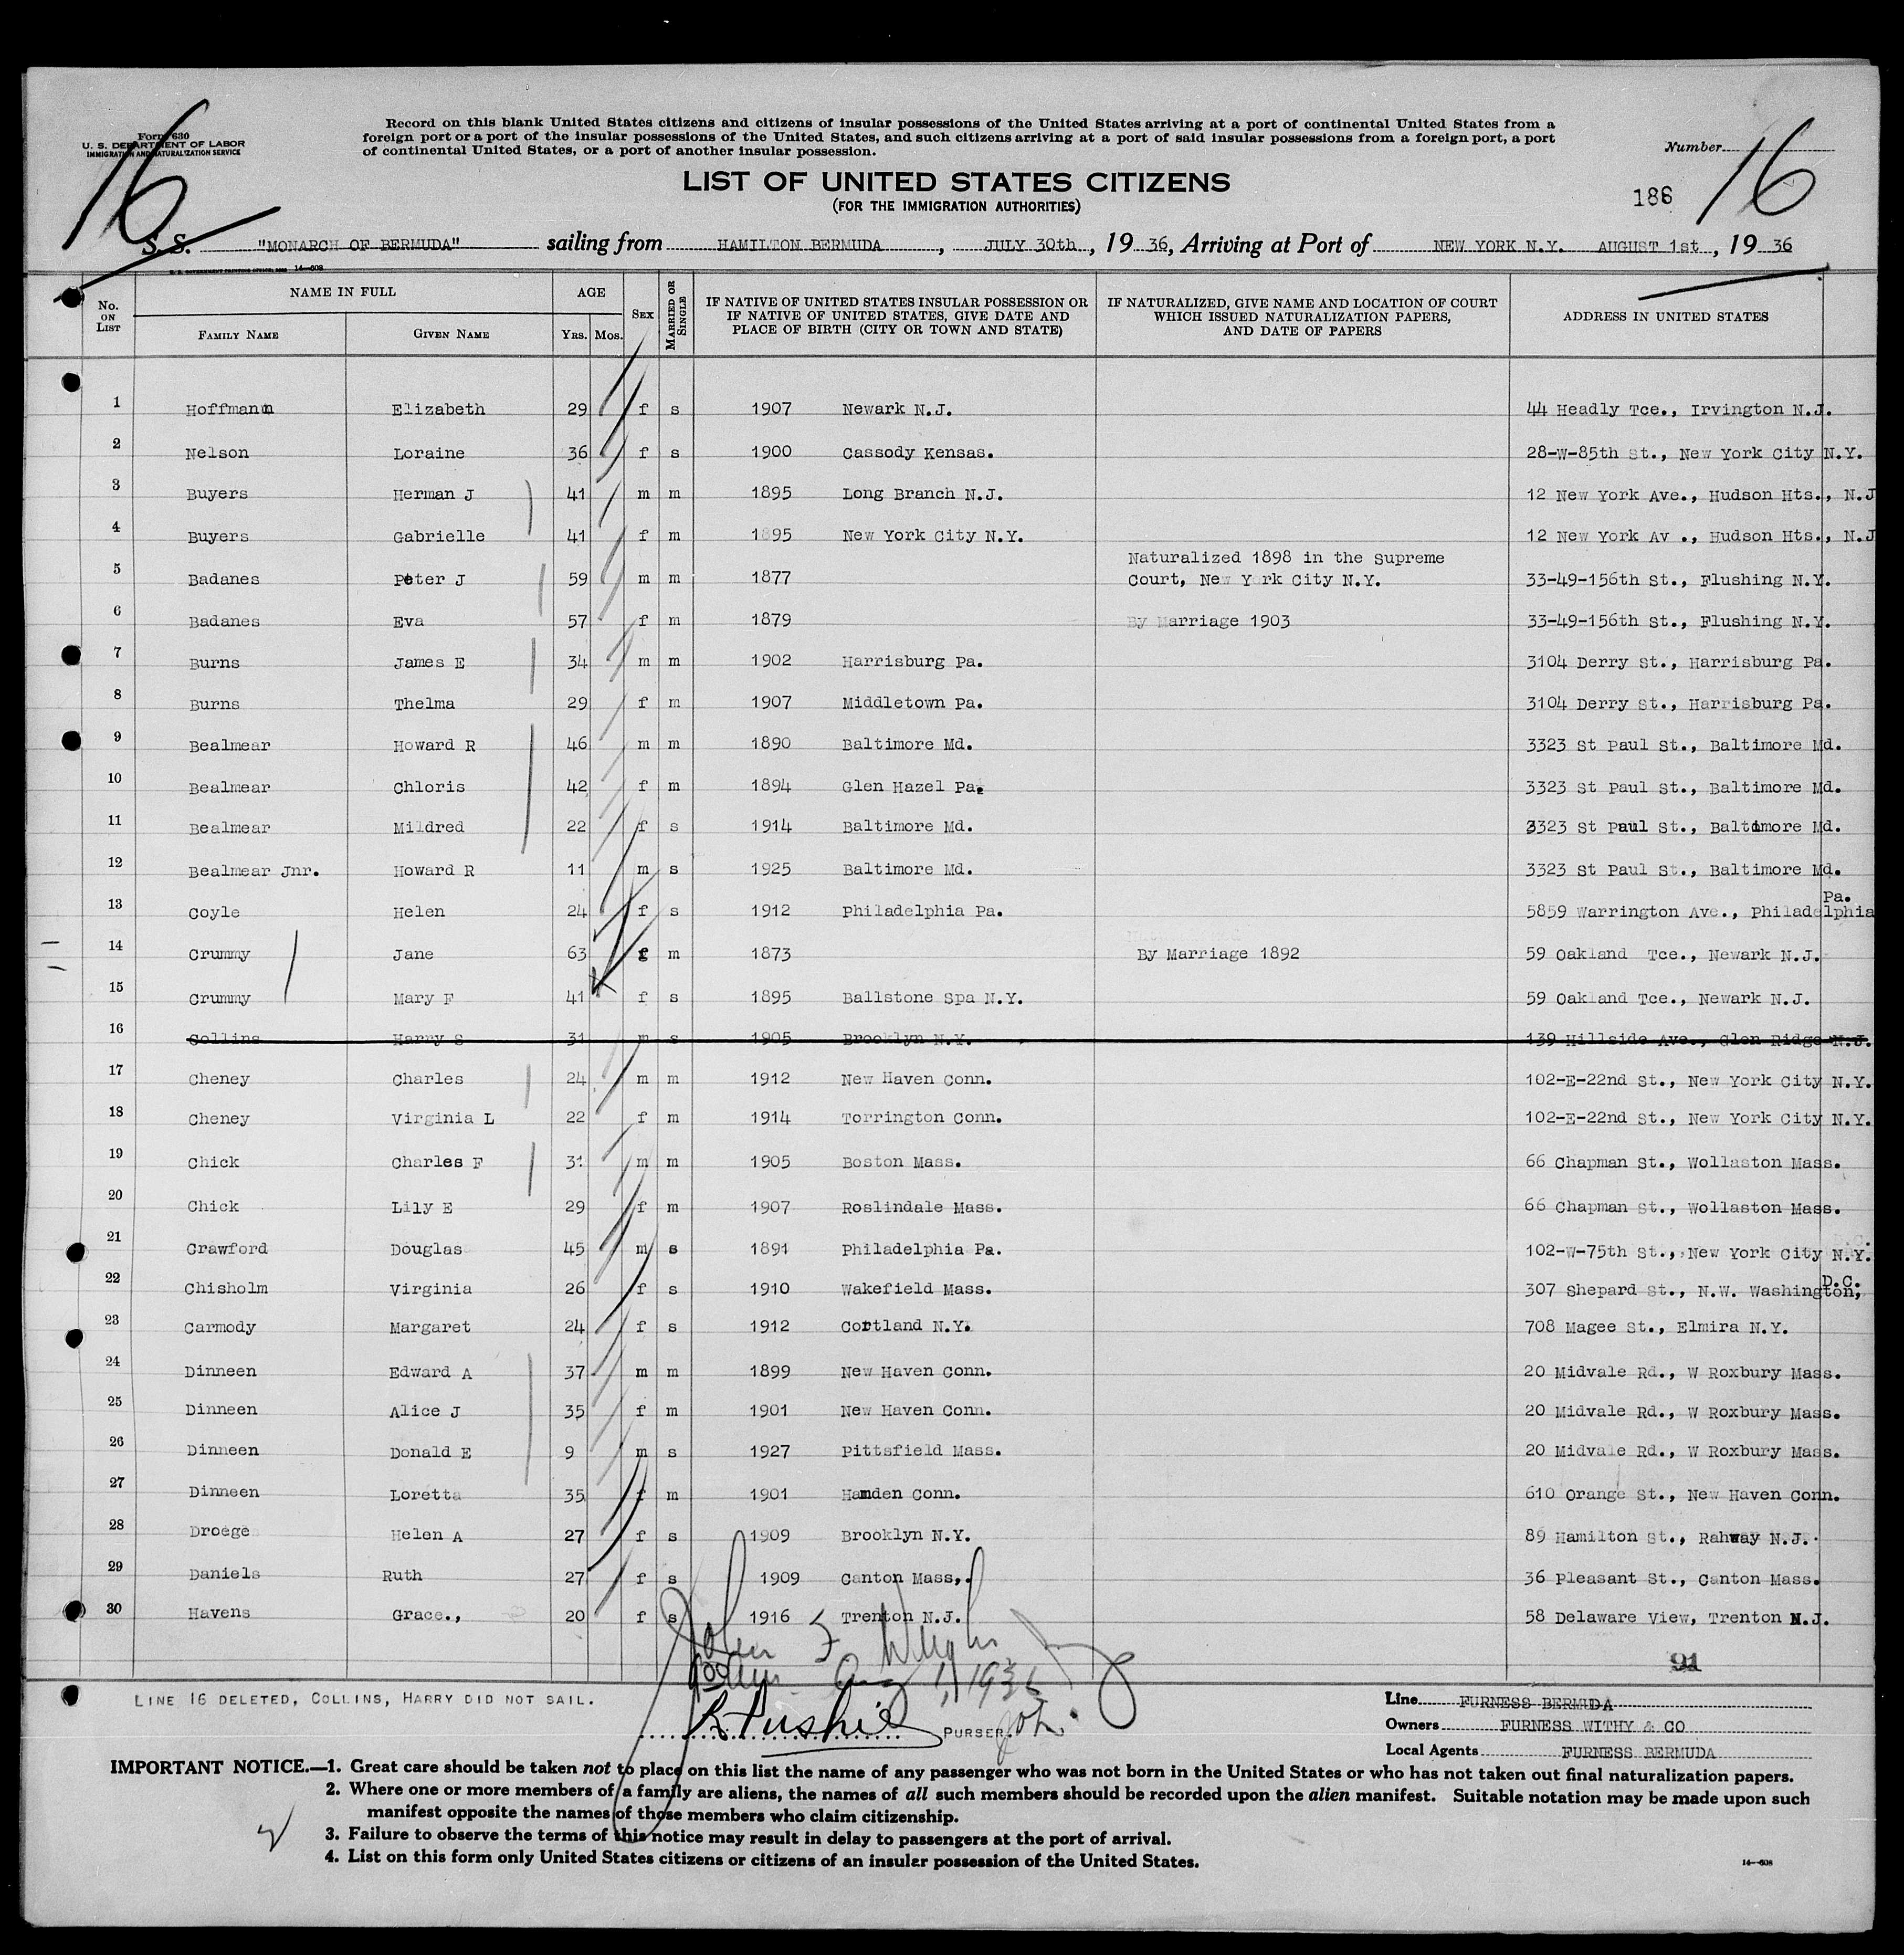 16
Form 630
U. S. DEPARTMENT OF LABOR
IMMIGRATION AND NATURALIZATION SERVICE
Record on this blank United States citizens and citizens of insular possessions of the United States arriving at a port of continental United States from a
foreign port or a port of the insular possessions of the United States, and such citizens arriving at a port of said insular possessions from a foreign port, a port
of continental United States, or a port of another insular possession.
Number
LIST OF UNITED STATES CITIZENS
(FOR THE IMMIGRATION AUTHORITIES)
186 16
S.S. "MONARCH OF BERMUDA" sailing from HAMILTON BERMUDA, JULY 30th, 19 36, Arriving at Port of NEW YORK N.Y. AUGUST 1st, 19 36
U. S. GOVERNMENT PRINTING OFFICE 14—608
No. ON LIST NAME IN FULL AGE SEX MARRIED OR SINGLE IF NATIVE OF UNITED STATES INSULAR POSSESSION OR IF NATIVE OF UNITED STATES, GIVE DATE AND PLACE OF BIRTH (CITY OR TOWN AND STATE) IF NATURALIZED, GIVE NAME AND LOCATION OF COURT WHICH ISSUED NATURALIZATION PAPERS, AND DATE OF PAPERS ADDRESS IN UNITED STATES
FAMILY NAME GIVEN NAME YRS. MOS.
1 Hoffmann Elizabeth 29 f s 1907 Newark N.J. 44 Headly Tce., Irvington N.J.
2 Nelson Loraine 36 f s 1900 Cassody Kensas. 28-W-85th St., New York City N.Y.
3 Buyers Herman J 41 m m 1895 Long Branch N.J. 12 New York Ave., Hudson Hts., N.J
4 Buyers Gabrielle 41 f m 1895 New York City N.Y. 12 New York Av ., Hudson Hts., N.J
5 Badanes Peter J 59 m m 1877 Naturalized 1898 in the Supreme
Court, New York City N.Y. 33-49-156th St., Flushing N.Y.
6 Badanes Eva 57 f m 1879 By Marriage 1903 33-49-156th St., Flushing N.Y.
7 Burns James E 34 m m 1902 Harrisburg Pa. 3104 Derry St., Harrisburg Pa.
8 Burns Thelma 29 f m 1907 Middletown Pa. 3104 Derry St., Harrisburg Pa.
9 Bealmear Howard R 46 m m 1890 Baltimore Md. 3323 St Paul St., Baltimore Md.
10 Bealmear Chloris 42 f m 1894 Glen Hazel Pa. 3323 St Paul St., Baltimore Md.
11 Bealmear Mildred 22 f s 1914 Baltimore Md. 3323 St Paul St., Baltimore Md.
12 Bealmear Jnr. Howard R 11 m s 1925 Baltimore Md. 3323 St Paul St., Baltimore Md.
13 Coyle Helen 24 f s 1912 Philadelphia Pa. 5859 Warrington Ave., Philadelphia Pa.
14 Crummy Jane 63 f m 1873 By Marriage 1892 59 Oakland Tce., Newark N.J.
15 Crummy Mary F 41 f s 1895 Ballstone Spa N.Y. 59 Oakland Tce., Newark N.J.
16 Collins Harry S 31 m s 1905 Brooklyn N.Y. 139 Hillside Ave., Glen Ridge N.J.
17 Cheney Charles 24 m m 1912 New Haven Conn. 102-E-22nd St., New York City N.Y.
18 Cheney Virginia L 22 f m 1914 Torrington Conn. 102-E-22nd St., New York City N.Y.
19 Chick Charles F 31 m m 1905 Boston Mass. 66 Chapman St., Wollaston Mass.
20 Chick Lily E 29 f m 1907 Roslindale Mass. 66 Chapman St., Wollaston Mass.
21 Crawford Douglas 45 m s 1891 Philadelphia Pa. 102-W-75th St., New York City N.Y.
22 Chisholm Virginia 26 f s 1910 Wakefield Mass. 307 Shepard St., N.W. Washington, D.C.
23 Carmody Margaret 24 f s 1912 Cortland N.Y. 708 Magee St., Elmira N.Y.
24 Dinneen Edward A 37 m m 1899 New Haven Conn. 20 Midvale Rd., W Roxbury Mass.
25 Dinneen Alice J 35 f m 1901 New Haven Conn. 20 Midvale Rd., W Roxbury Mass.
26 Dinneen Donald E 9 m s 1927 Pittsfield Mass. 20 Midvale Rd., W Roxbury Mass.
27 Dinneen Loretta 35 f m 1901 Hamden Conn. 610 Orange St., New Haven Conn.
28 Droege Helen A 27 f s 1909 Brooklyn N.Y. 89 Hamilton St., Rahway N.J.
29 Daniels Ruth 27 f s 1909 Canton Mass,. 36 Pleasant St., Canton Mass.
30 Havens Grace., 20 f s 1916 Trenton N.J. 58 Delaware View, Trenton N.J.
John F
Aug 1, 1936
91
LINE 16 DELETED, COLLINS, HARRY DID NOT SAIL.
PURSER.
Line FURNESS BERMUDA
Owners FURNESS WITHY & CO
Local Agents FURNESS BERMUDA
IMPORTANT NOTICE.—1. Great care should be taken not to place on this list the name of any passenger who was not born in the United States or who has not taken out final naturalization papers.
2. Where one or more members of a family are aliens, the names of all such members should be recorded upon the alien manifest. Suitable notation may be made upon such
manifest opposite the names of those members who claim citizenship.
3. Failure to observe the terms of this notice may result in delay to passengers at the port of arrival.
4. List on this form only United States citizens or citizens of an insular possession of the United States.
14—608